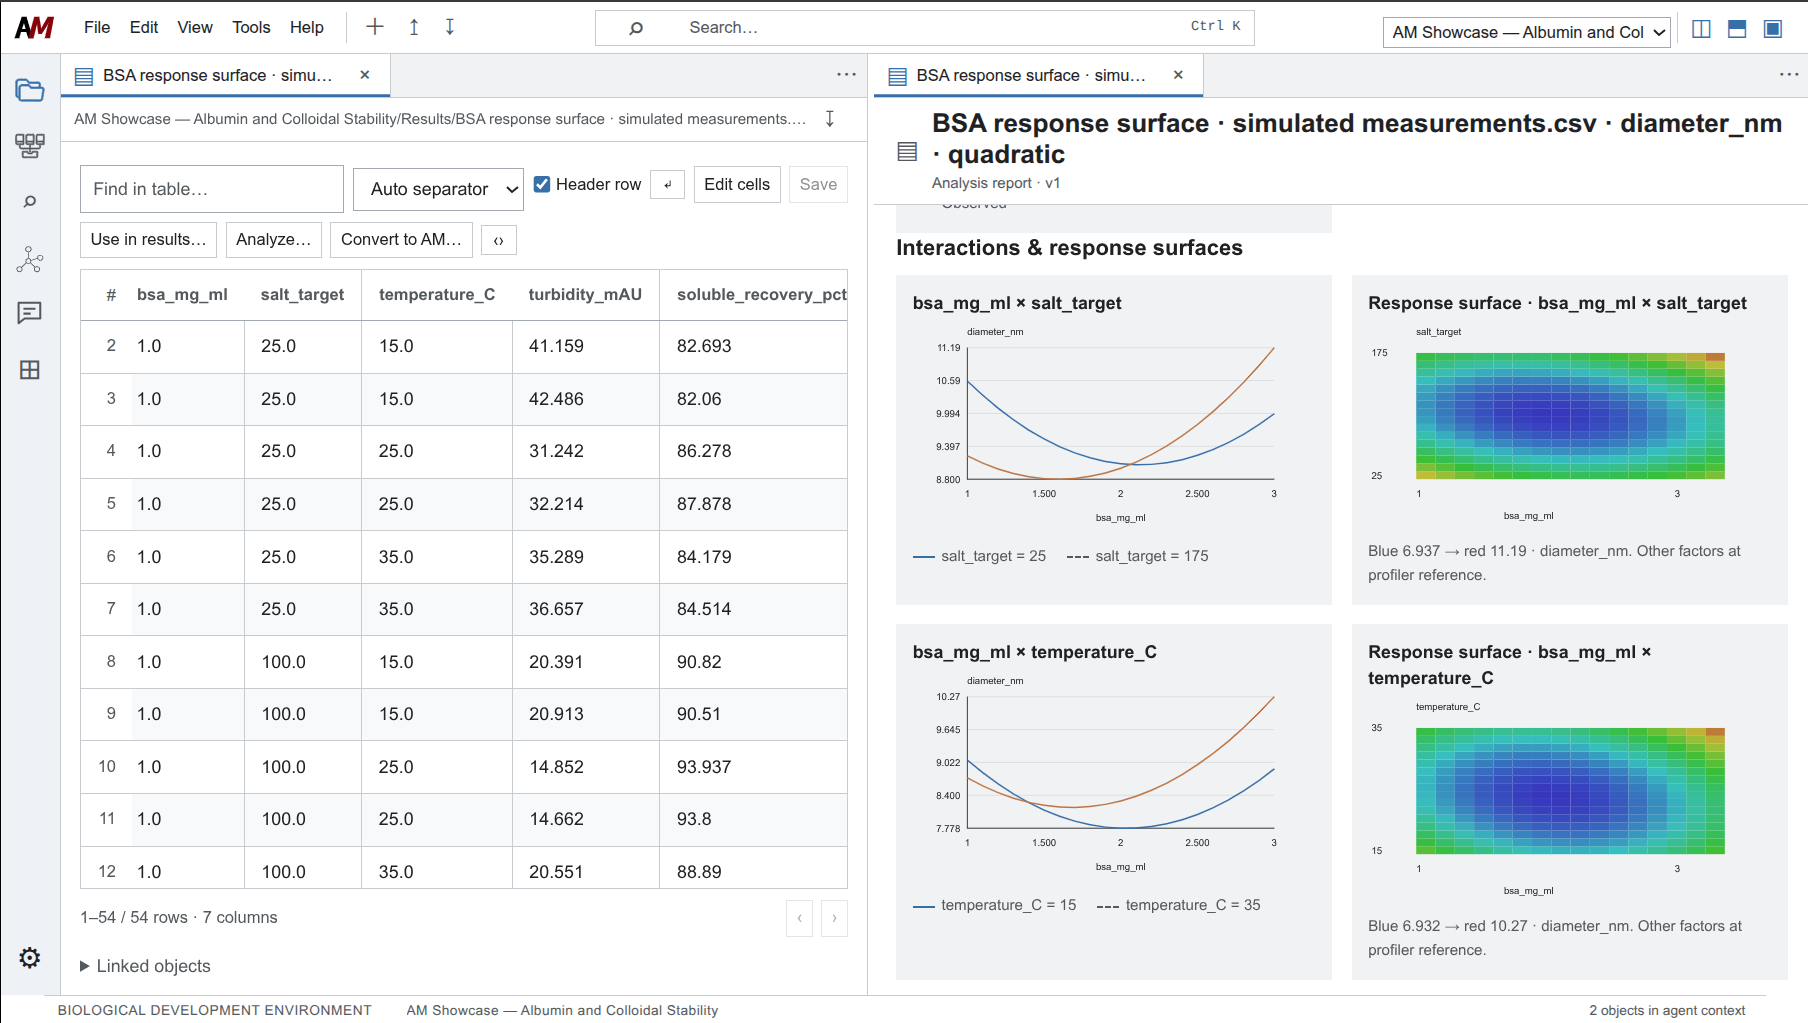 AM File Edit View Tools Help Search… Ctrl K AM Showcase — Albumin and Col
BSA response surface · simu… × ···
AM Showcase — Albumin and Colloidal Stability/Results/BSA response surface · simulated measurements.…
Find in table… Auto separator Header row Edit cells Save
Use in results… Analyze… Convert to AM…
# bsa_mg_ml salt_target temperature_C turbidity_mAU soluble_recovery_pct
2 1.0 25.0 15.0 41.159 82.693
3 1.0 25.0 15.0 42.486 82.06
4 1.0 25.0 25.0 31.242 86.278
5 1.0 25.0 25.0 32.214 87.878
6 1.0 25.0 35.0 35.289 84.179
7 1.0 25.0 35.0 36.657 84.514
8 1.0 100.0 15.0 20.391 90.82
9 1.0 100.0 15.0 20.913 90.51
10 1.0 100.0 25.0 14.852 93.937
11 1.0 100.0 25.0 14.662 93.8
12 1.0 100.0 35.0 20.551 88.89
1–54 / 54 rows · 7 columns
Linked objects
BSA response surface · simu… × ···
BSA response surface · simulated measurements.csv · diameter_nm
· quadratic
Analysis report · v1
Observed
Interactions & response surfaces
bsa_mg_ml × salt_target
diameter_nm
11.19
10.59
9.994
9.397
8.800
1 1.500 2 2.500 3
bsa_mg_ml
salt_target = 25 salt_target = 175
Response surface · bsa_mg_ml × salt_target
salt_target
175
25
1 3
bsa_mg_ml
Blue 6.937 → red 11.19 · diameter_nm. Other factors at
profiler reference.
bsa_mg_ml × temperature_C
diameter_nm
10.27
9.645
9.022
8.400
7.778
1 1.500 2 2.500 3
bsa_mg_ml
temperature_C = 15 temperature_C = 35
Response surface · bsa_mg_ml ×
temperature_C
temperature_C
35
15
1 3
bsa_mg_ml
Blue 6.932 → red 10.27 · diameter_nm. Other factors at
profiler reference.
BIOLOGICAL DEVELOPMENT ENVIRONMENT AM Showcase — Albumin and Colloidal Stability 2 objects in agent context